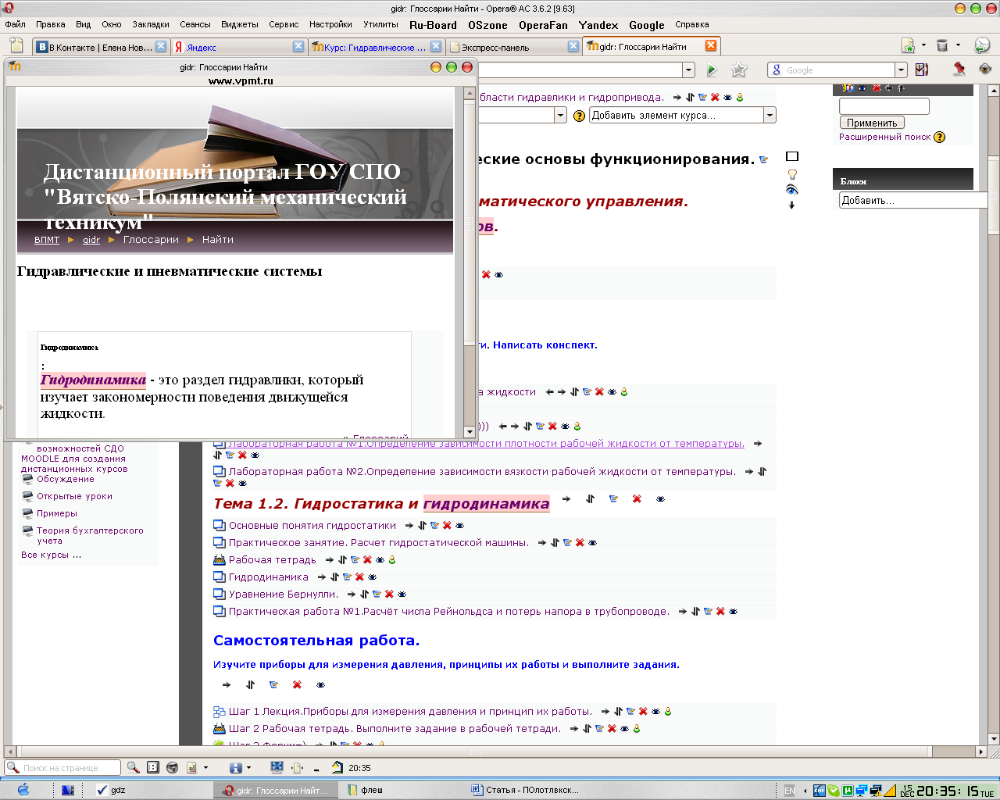 gidr: Глоссарии Найти - Opera® AC 3.6.2 [9.63]
Файл Правка Вид Окно Закладки Сеансы Виджеты Сервис Настройки Утилиты Ru-Board OSzone OperaFan Yandex Google Справка
В Контакте | Елена Нов... Яндекс Курс: Гидравлические ... Экспресс-панель gidr: Глоссарии Найти
gidr: Глоссарии Найти
www.vpmt.ru
Google
Дистанционный портал ГОУ СПО
"Вятско-Полянский механический
техникум"
ВПМТ ► gidr ► Глоссарии ► Найти
Гидравлические и пневматические системы
Гидродинамика
:
Гидродинамика - это раздел гидравлики, который
изучает закономерности поведения движущейся
жидкости.
» Глоссарий
бласти гидравлики и гидропривода.
Добавить элемент курса...
еские основы функционирования.
матического управления.
ов.
ти. Написать конспект.
а жидкости
)))
Применить
Расширенный поиск
Блоки
Добавить...
возможностей СДО
MOODLE для создания
дистанционных курсов
Обсуждение
Открытые уроки
Примеры
Теория бухгалтерского
учета
Все курсы ...
Лабораторная работа №1.Определение зависимости плотности рабочей жидкости от температуры.
Лабораторная работа №2.Определение зависимости вязкости рабочей жидкости от температуры.
Тема 1.2. Гидростатика и гидродинамика
Основные понятия гидростатики
Практическое занятие. Расчет гидростатической машины.
Рабочая тетрадь
Гидродинамика
Уравнение Бернулли.
Практическая работа №1.Расчёт числа Рейнольдса и потерь напора в трубопроводе.
Самостоятельная работа.
Изучите приборы для измерения давления, принципы их работы и выполните задания.
Шаг 1 Лекция.Приборы для измерения давления и принцип их работы.
Шаг 2 Рабочая тетрадь. Выполните задание в рабочей тетради.
Шаг 3 Форум=)
Поиск на странице 20:35
gdz gidr: Глоссарии Найт... флеш Статья - ПОлотлвкск... EN 15 DEC 20:35:15 TUE